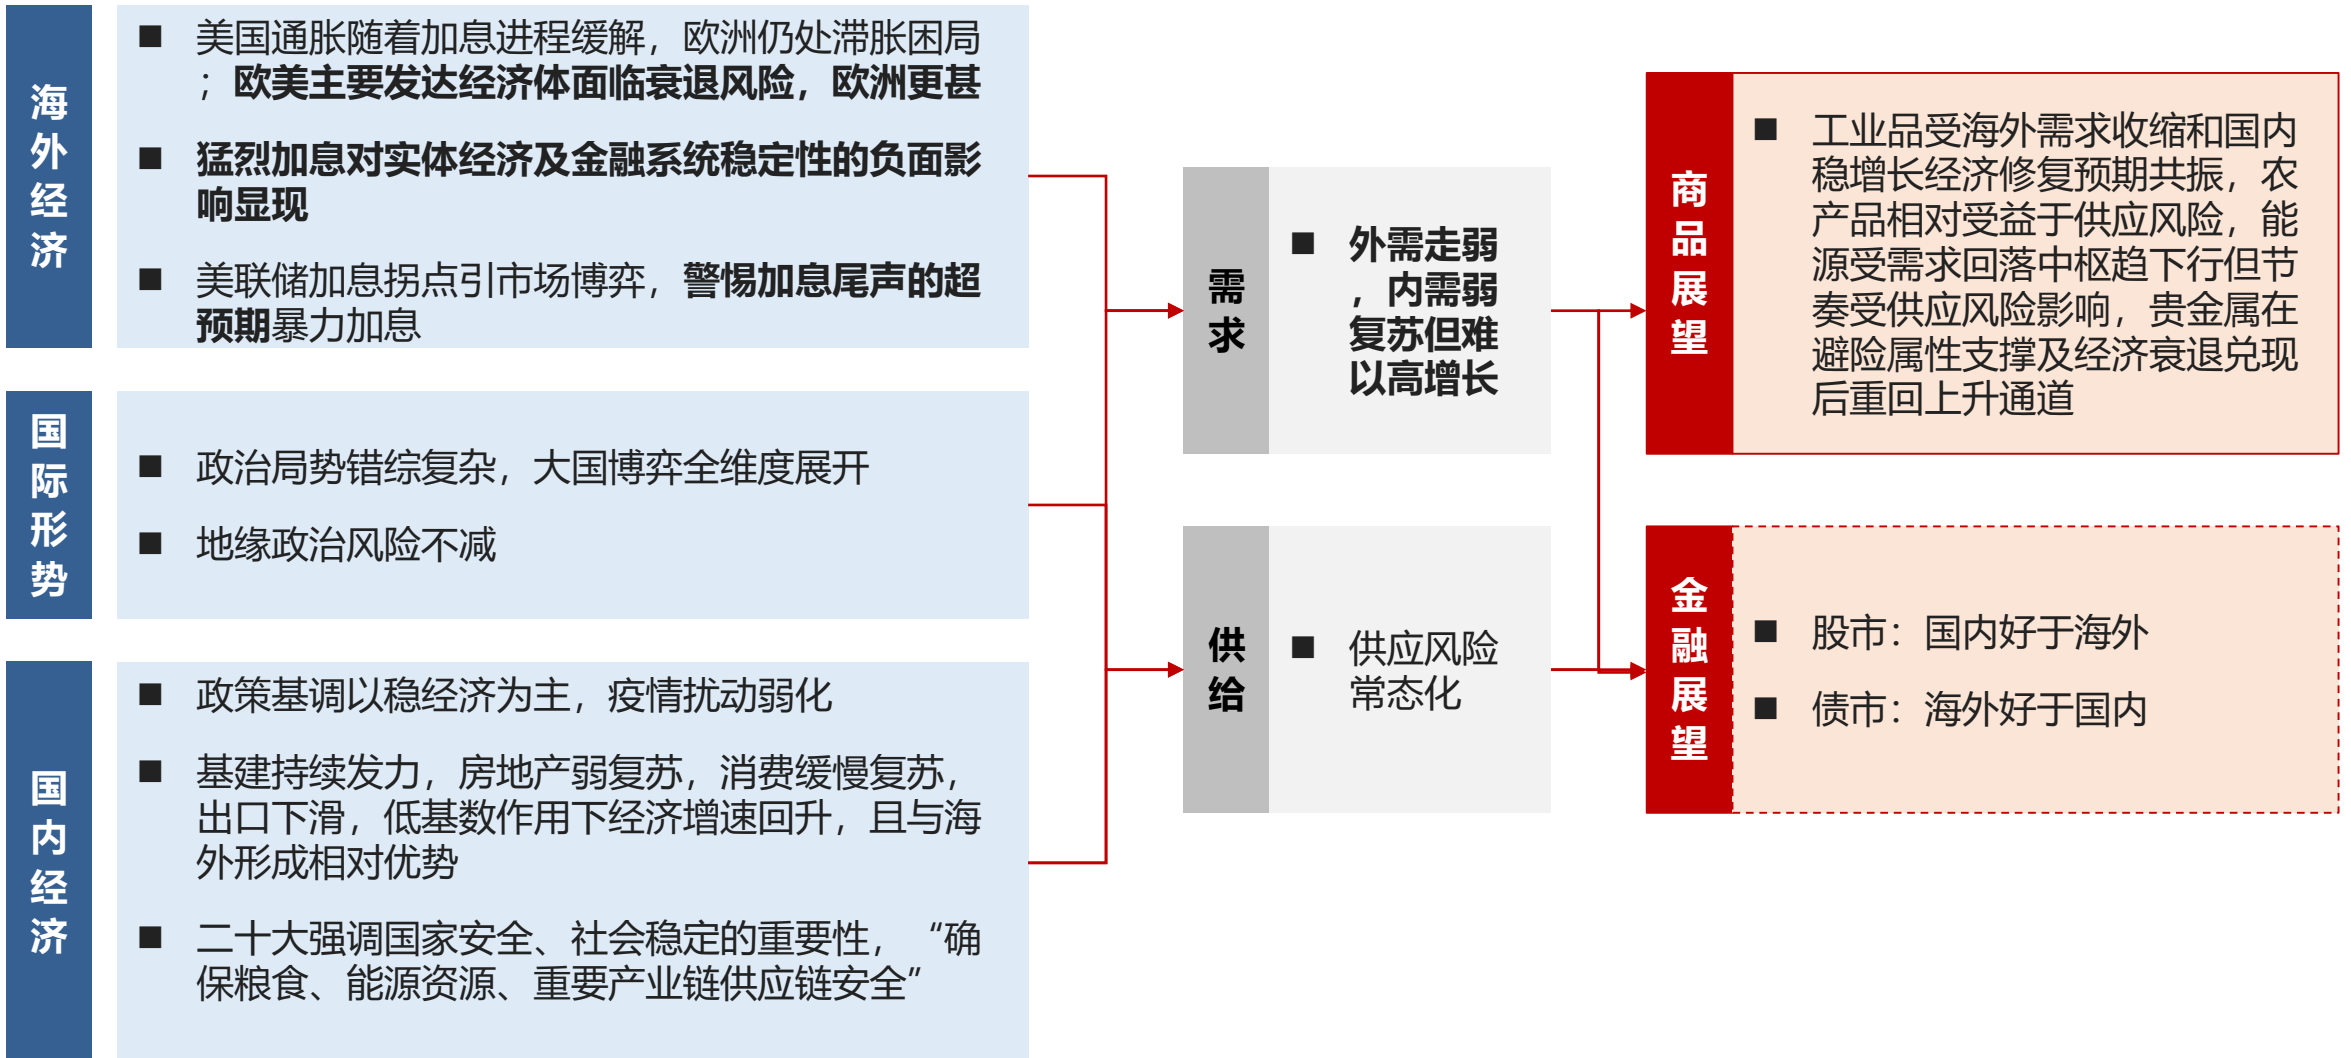 海外经济
美国通胀随着加息进程缓解，欧洲仍处滞胀困局
；欧美主要发达经济体面临衰退风险，欧洲更甚
猛烈加息对实体经济及金融系统稳定性的负面影
响显现
美联储加息拐点引市场博弈，警惕加息尾声的超
预期暴力加息
国际形势
政治局势错综复杂，大国博弈全维度展开
地缘政治风险不减
国内经济
政策基调以稳经济为主，疫情扰动弱化
基建持续发力，房地产弱复苏，消费缓慢复苏，
出口下滑，低基数作用下经济增速回升，且与海
外形成相对优势
二十大强调国家安全、社会稳定的重要性，“确
保粮食、能源资源、重要产业链供应链安全”
需求
外需走弱
，内需弱
复苏但难
以高增长
供给
供应风险
常态化
商品展望
工业品受海外需求收缩和国内
稳增长经济修复预期共振，农
产品相对受益于供应风险，能
源受需求回落中枢趋下行但节
奏受供应风险影响，贵金属在
避险属性支撑及经济衰退兑现
后重回上升通道
金融展望
股市：国内好于海外
债市：海外好于国内